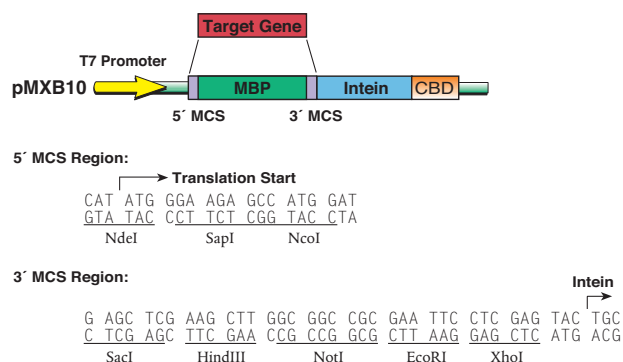 Target Gene
T7 Promoter
pMXB10
MBP
Intein
CBD
5´ MCS
3´ MCS
5´ MCS Region:
Translation Start
CAT ATG GGA AGA GCC ATG GAT
GTA TAC CCT TCT CGG TAC CTA
NdeI SapI NcoI
3´ MCS Region:
Intein
G AGC TCG AAG CTT GGC GGC CGC GAA TTC CTC GAG TAC TGC
C TCG AGC TTC GAA CCG CCG GCG CTT AAG GAG CTC ATG ACG
SacI HindIII NotI EcoRI XhoI